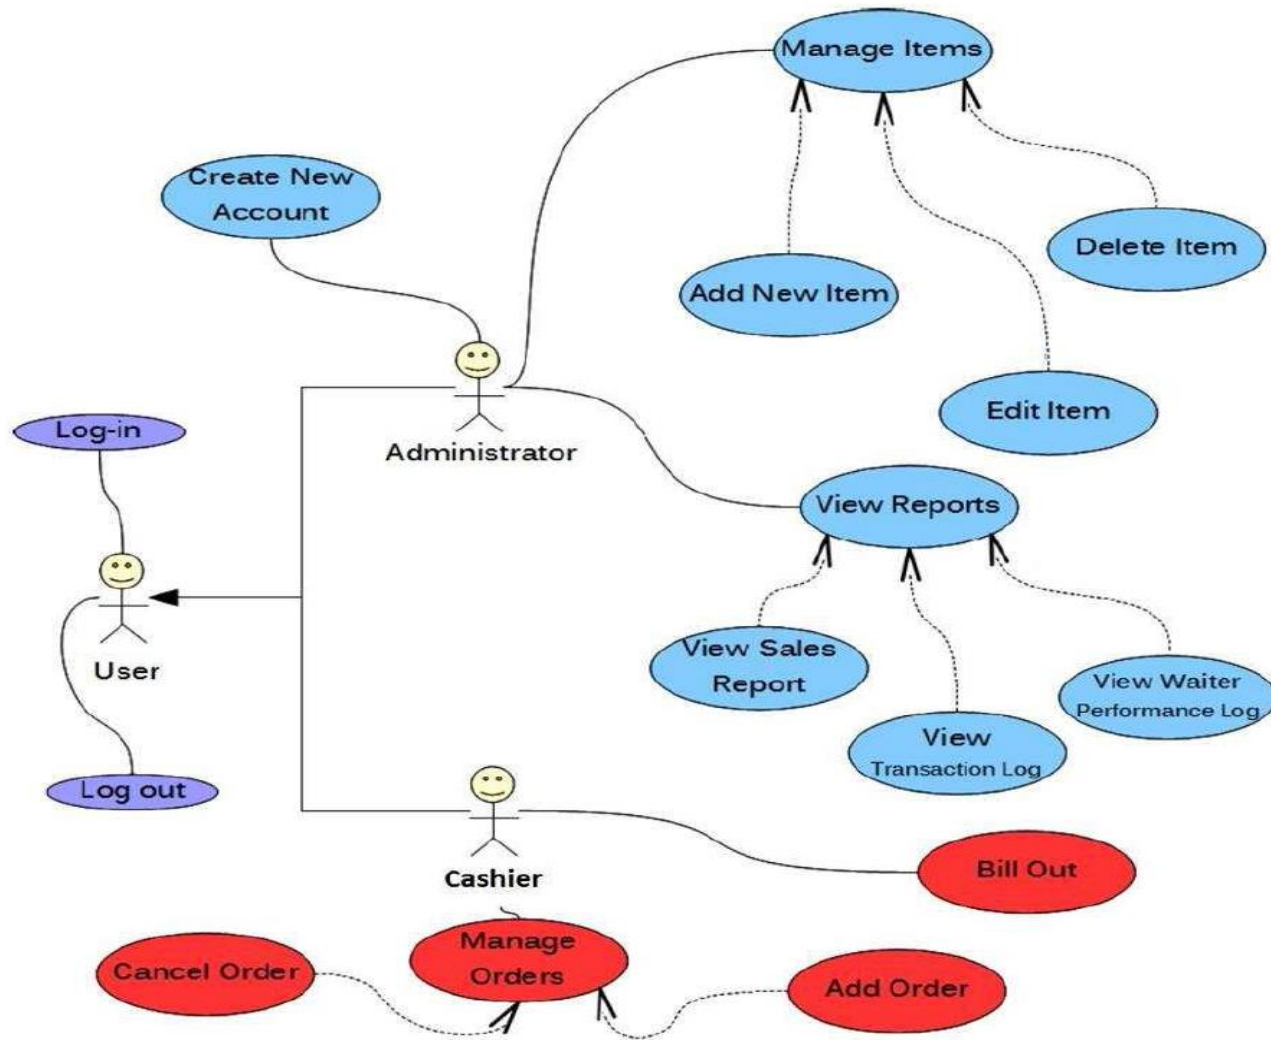 Manage Items
Create New
Account
Delete Item
Add New Item
Edit Item
Administrator
Log-in
View Reports
View Sales
Report
User
View Waiter
Performance Log
View
Transaction Log
Log out
Bill Out
Cashier
Manage
Orders
Cancel Order
Add Order